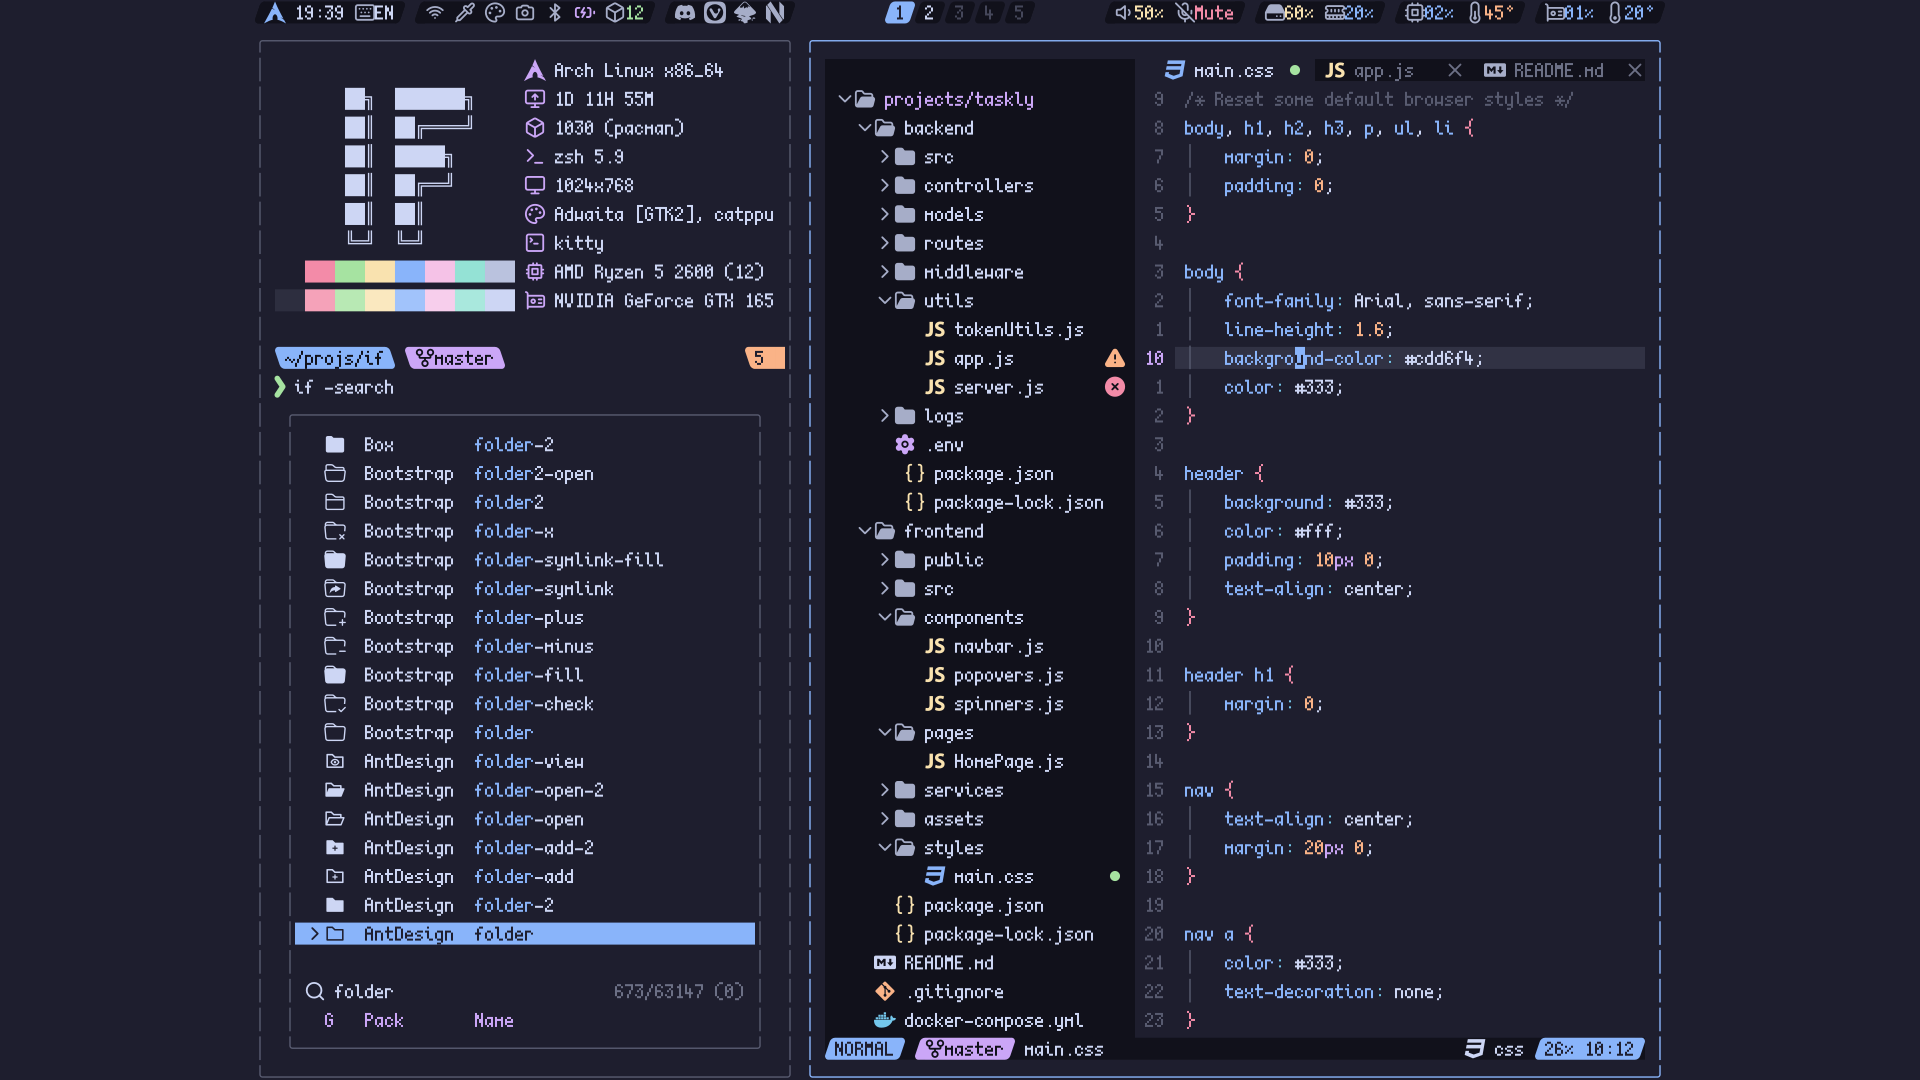 19:39 EN 12 1 2 3 4 5 50% Mute 60% 20% 02% 45° 01% 20°
Arch Linux x86_64
1D 11H 55M
1030 (pacman)
zsh 5.9
1024x768
Adwaita [GTK2], catppu
kitty
AMD Ryzen 5 2600 (12)
NVIDIA GeForce GTX 165
~/projs/if master 5
❯ if -search
Box folder-2
Bootstrap folder2-open
Bootstrap folder2
Bootstrap folder-x
Bootstrap folder-symlink-fill
Bootstrap folder-symlink
Bootstrap folder-plus
Bootstrap folder-minus
Bootstrap folder-fill
Bootstrap folder-check
Bootstrap folder
AntDesign folder-view
AntDesign folder-open-2
AntDesign folder-open
AntDesign folder-add-2
AntDesign folder-add
AntDesign folder-2
> AntDesign folder
folder 673/63147 (0)
G Pack Name
projects/taskly
backend
src
controllers
models
routes
middleware
utils
JS tokenUtils.js
JS app.js
JS server.js
logs
.env
{} package.json
{} package-lock.json
frontend
public
src
components
JS navbar.js
JS popovers.js
JS spinners.js
pages
JS HomePage.js
services
assets
styles
main.css
{} package.json
{} package-lock.json
README.md
.gitignore
docker-compose.yml
main.css JS app.js README.md
9 /* Reset some default browser styles */
8 body, h1, h2, h3, p, ul, li {
7 margin: 0;
6 padding: 0;
5 }
4
3 body {
2 font-family: Arial, sans-serif;
1 line-height: 1.6;
10 background-color: #cdd6f4;
1 color: #333;
2 }
3
4 header {
5 background: #333;
6 color: #fff;
7 padding: 10px 0;
8 text-align: center;
9 }
10
11 header h1 {
12 margin: 0;
13 }
14
15 nav {
16 text-align: center;
17 margin: 20px 0;
18 }
19
20 nav a {
21 color: #333;
22 text-decoration: none;
23 }
NORMAL master main.css css 26% 10:12